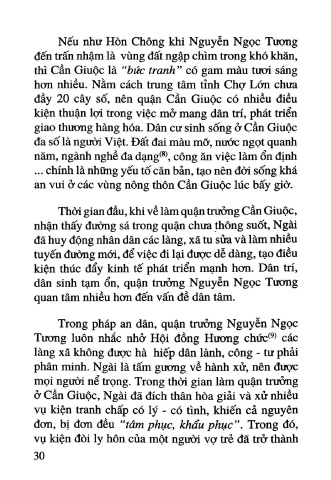 Nếu như Hòn Chông khi Nguyễn Ngọc Tương
đến trấn nhậm là vùng đất ngập chìm trong khó khăn,
thì Cần Giuộc là “bức tranh” có gam màu tươi sáng
hơn nhiều. Nằm cách trung tâm tỉnh Chợ Lớn chưa
đầy 20 cây số, nên quận Cần Giuộc có nhiều điều
kiện thuận lợi trong việc mở mang dân trí, phát triển
giao thương hàng hóa. Dân cư sinh sống ở Cần Giuộc
đa số là người Việt. Đất đai màu mỡ, nước ngọt quanh
năm, ngành nghề đa dạng(8), công ăn việc làm ổn định
... chính là những yếu tố căn bản, tạo nên đời sống khá
an vui ở các vùng nông thôn Cần Giuộc lúc bấy giờ.
Thời gian đầu, khi về làm quận trưởng Cần Giuộc,
nhận thấy đường sá trong quận chưa thông suốt, Ngài
đã huy động nhân dân các làng, xã tu sửa và làm nhiều
tuyến đường mới, để việc đi lại được dễ dàng, tạo điều
kiện thúc đẩy kinh tế phát triển mạnh hơn. Dân trí,
dân sinh tạm ổn, quận trưởng Nguyễn Ngọc Tương
quan tâm nhiều hơn đến vấn đề dân tâm.
Trong pháp an dân, quận trưởng Nguyễn Ngọc
Tương luôn nhắc nhở Hội đồng Hương chức(9) các
làng xã không được hà hiếp dân lành, công - tư phải
phân minh. Ngài là tấm gương về hành xử, nên được
mọi người nể trọng. Trong thời gian làm quận trưởng
ở Cần Giuộc, Ngài đã đích thân hòa giải và xử nhiều
vụ kiện tranh chấp có lý - có tình, khiến cả nguyên
đơn, bị đơn đều “tâm phục, khẩu phục”. Trong đó,
vụ kiện đòi ly hôn của một người vợ trẻ đã trở thành
30